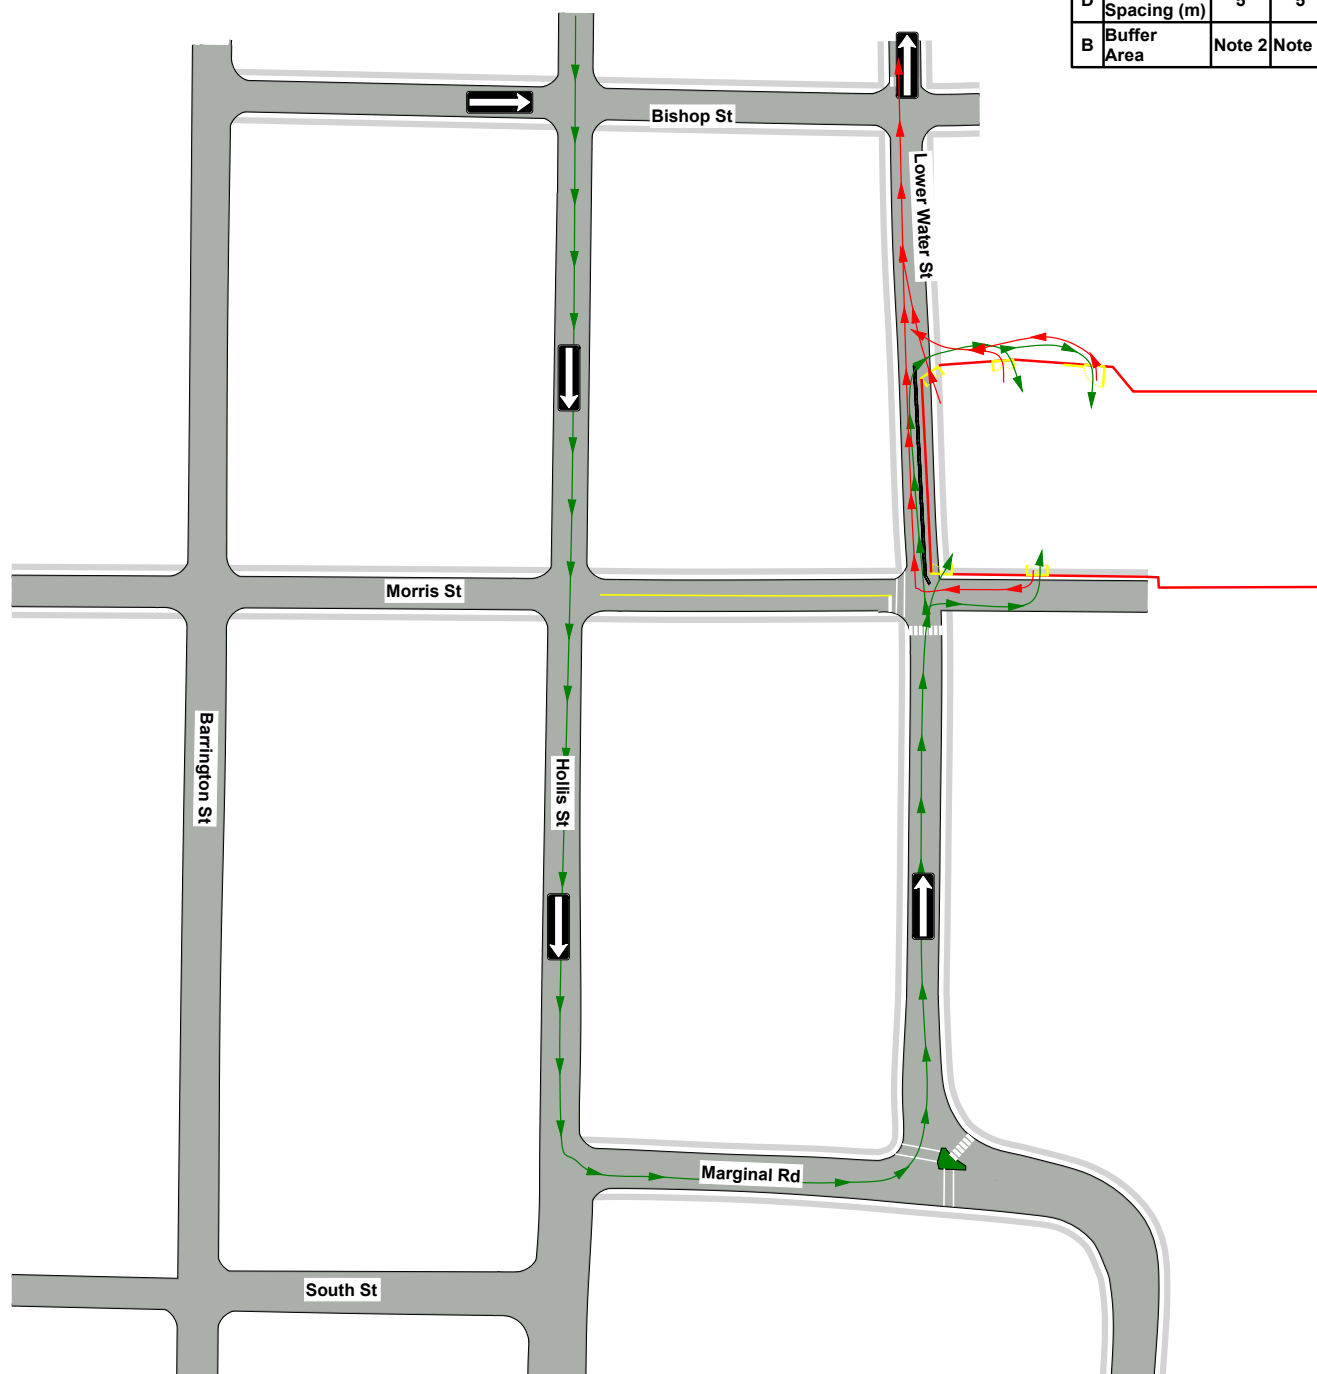 Spacing (m)
B Buffer Area Note 2 Note
Bishop St
Lower Water St
Morris St
Barrington St
Hollis St
Marginal Rd
South St